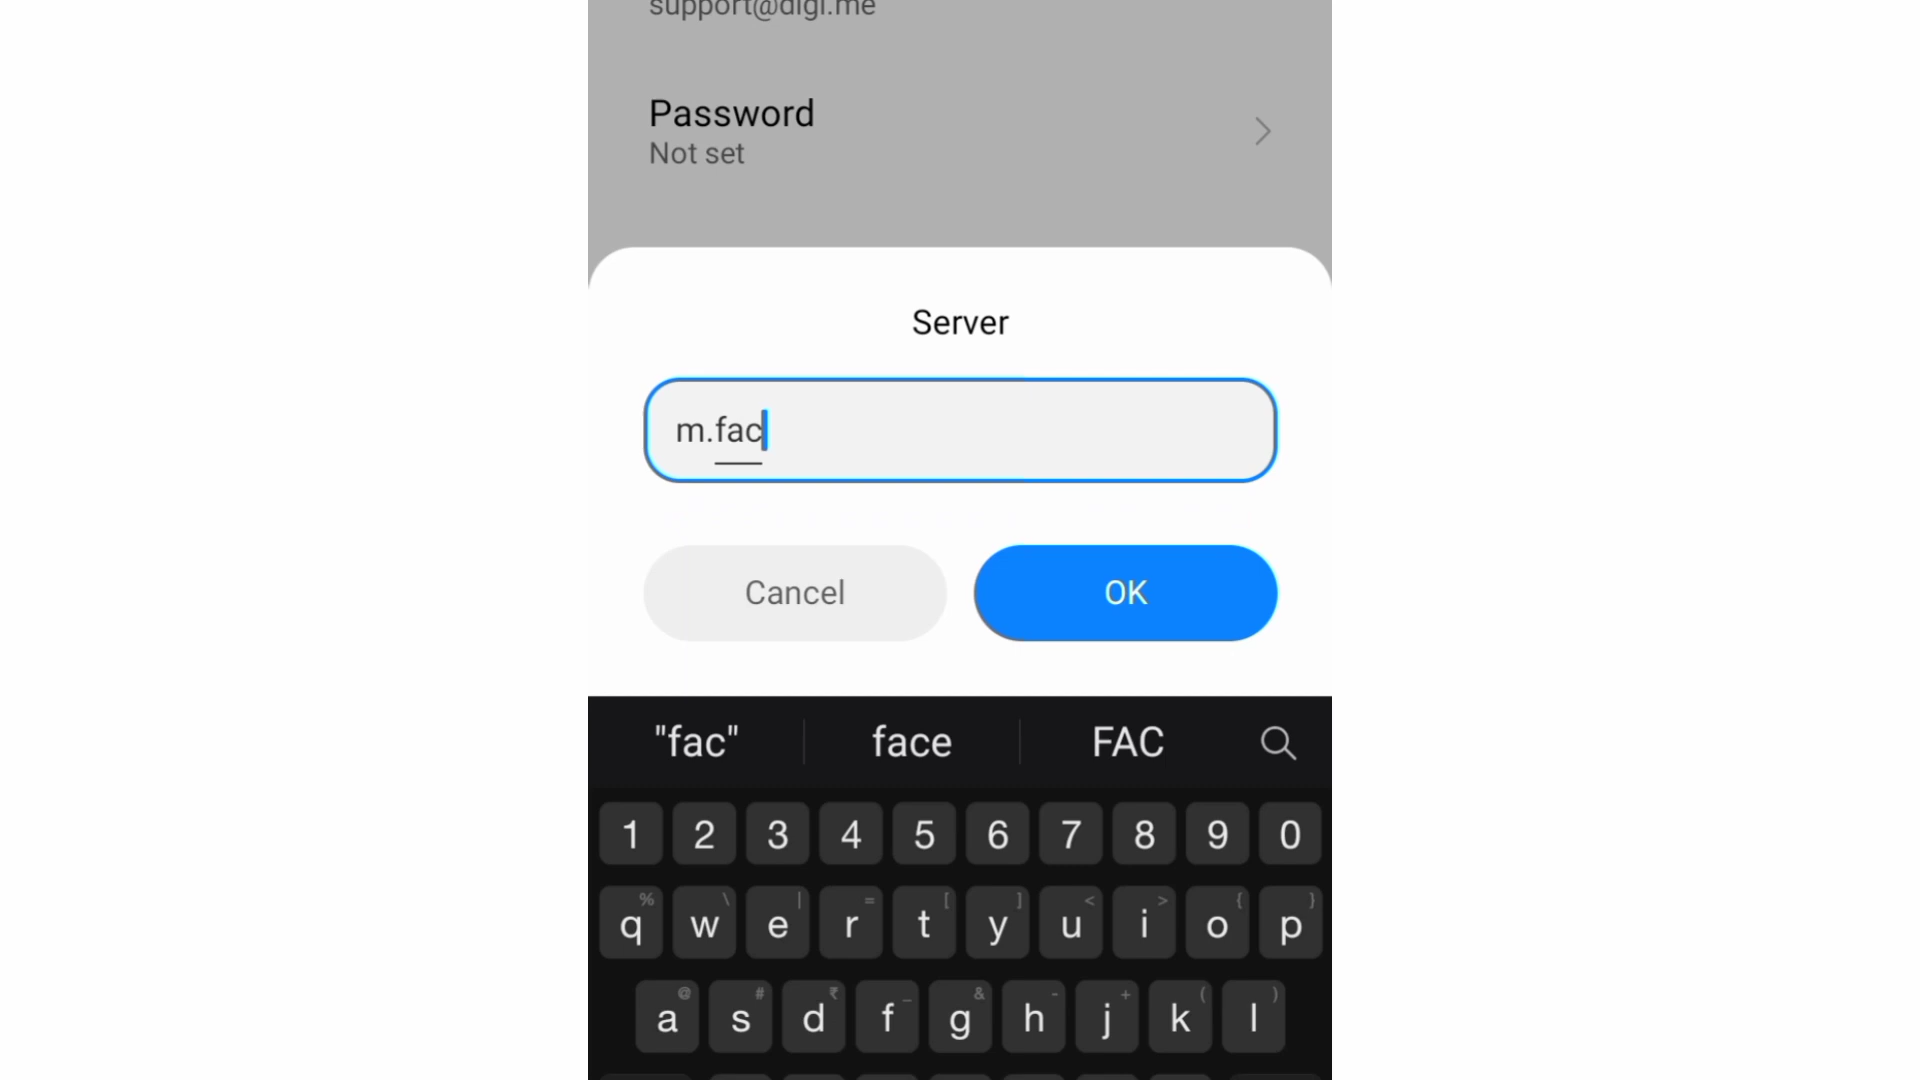 support@digi.me
Password
Not set
Server
m.fac
Cancel
OK
"fac" face FAC
1 2 3 4 5 6 7 8 9 0
% \ | = [ ] < > { }
q w e r t y u i o p
@ # ₹ _ & - + ( )
a s d f g h j k l